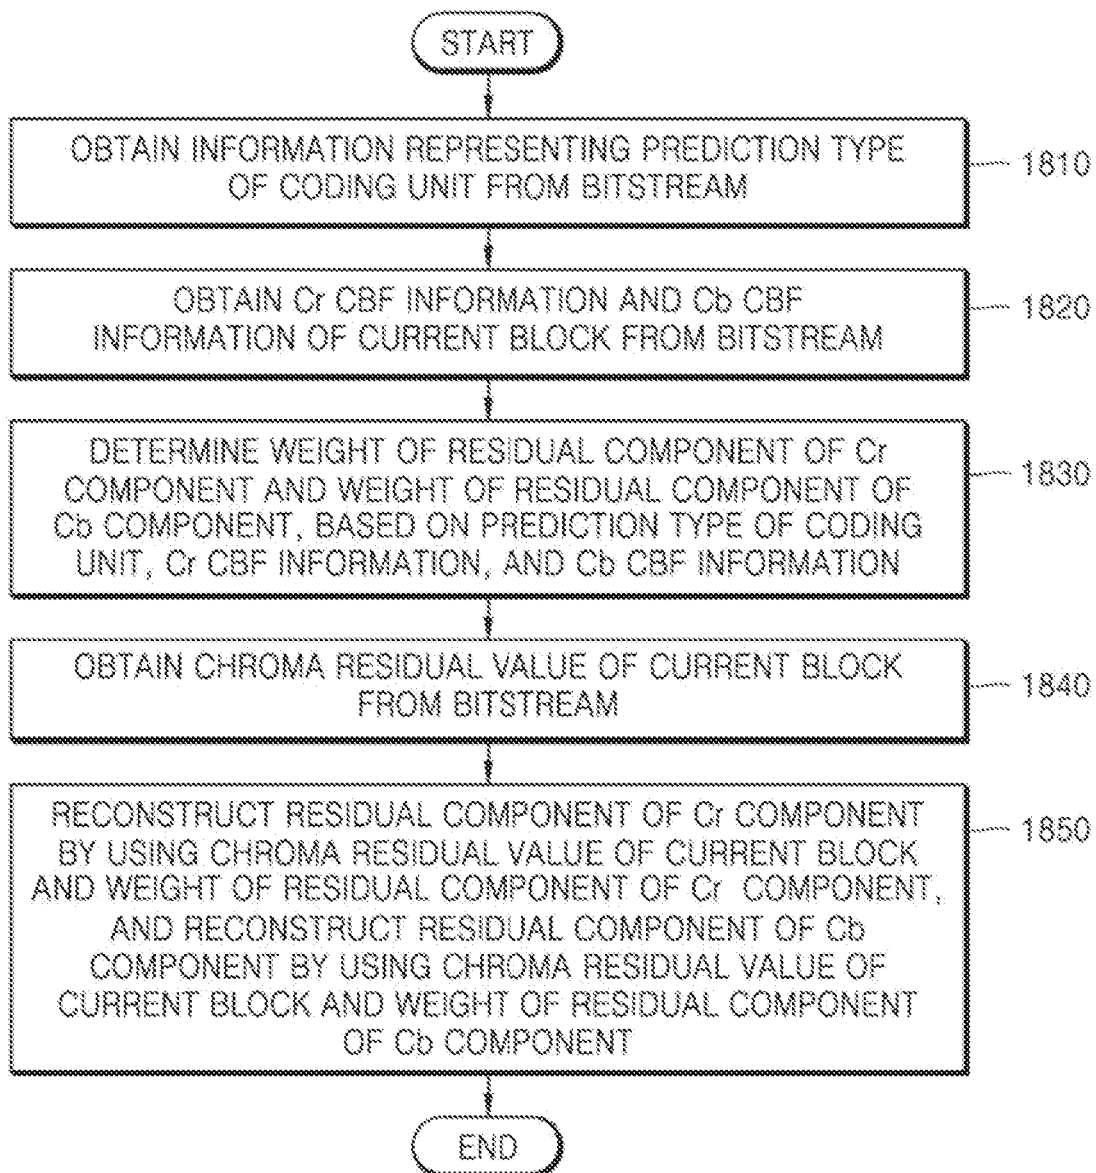 START
OBTAIN INFORMATION REPRESENTING PREDICTION TYPE
OF CODING UNIT FROM BITSTREAM
1810
OBTAIN Cr CBF INFORMATION AND Cb CBF
INFORMATION OF CURRENT BLOCK FROM BITSTREAM
1820
DETERMINE WEIGHT OF RESIDUAL COMPONENT OF Cr
COMPONENT AND WEIGHT OF RESIDUAL COMPONENT OF
Cb COMPONENT, BASED ON PREDICTION TYPE OF CODING
UNIT, Cr CBF INFORMATION, AND Cb CBF INFORMATION
1830
OBTAIN CHROMA RESIDUAL VALUE OF CURRENT BLOCK
FROM BITSTREAM
1840
RECONSTRUCT RESIDUAL COMPONENT OF Cr COMPONENT
BY USING CHROMA RESIDUAL VALUE OF CURRENT BLOCK
AND WEIGHT OF RESIDUAL COMPONENT OF Cr COMPONENT,
AND RECONSTRUCT RESIDUAL COMPONENT OF Cb
COMPONENT BY USING CHROMA RESIDUAL VALUE OF
CURRENT BLOCK AND WEIGHT OF RESIDUAL COMPONENT
OF Cb COMPONENT
1850
END